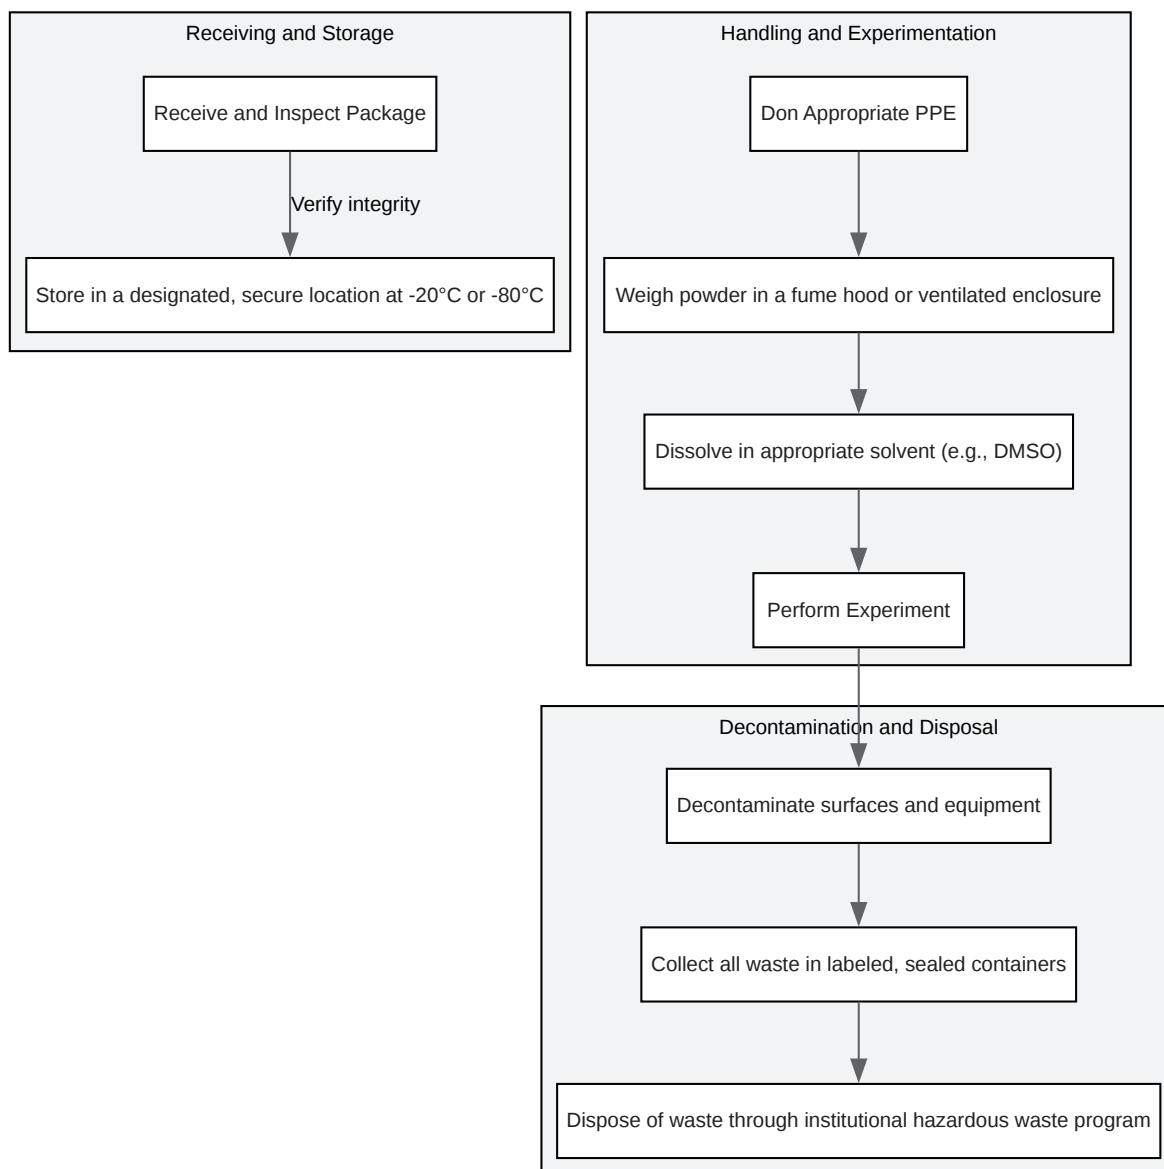 Receiving and Storage
Receive and Inspect Package
Verify integrity
Store in a designated, secure location at -20°C or -80°C
Handling and Experimentation
Don Appropriate PPE
Weigh powder in a fume hood or ventilated enclosure
Dissolve in appropriate solvent (e.g., DMSO)
Perform Experiment
Decontamination and Disposal
Decontaminate surfaces and equipment
Collect all waste in labeled, sealed containers
Dispose of waste through institutional hazardous waste program